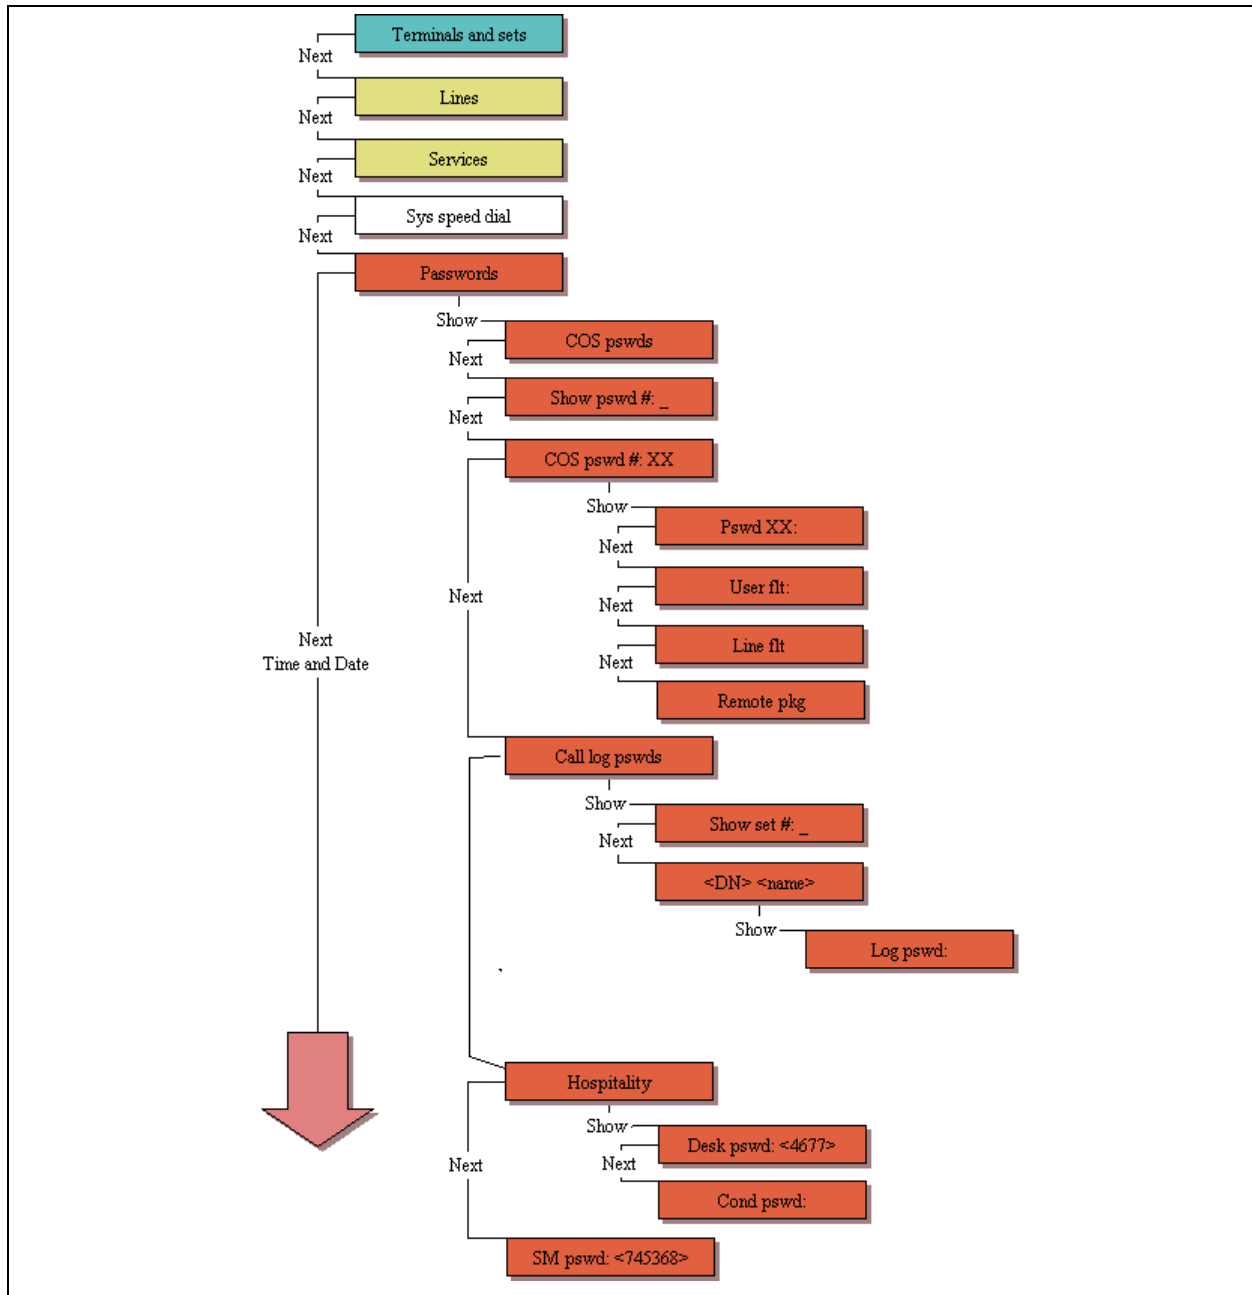 Terminals and sets
Next
Lines
Next
Services
Next
Sys speed dial
Next
Passwords
Show
COS pswds
Next
Show pswd #: _
Next
COS pswd #: XX
Show
Pswd XX:
Next
User flt:
Next
Next
Line flt
Next
Time and Date
Next
Remote pkg
Call log pswds
Show
Show set #: _
Next
<DN> <name>
Show
Log pswd:
Hospitality
Show
Desk pswd: <4677>
Next
Next
Cond pswd:
SM pswd: <745368>